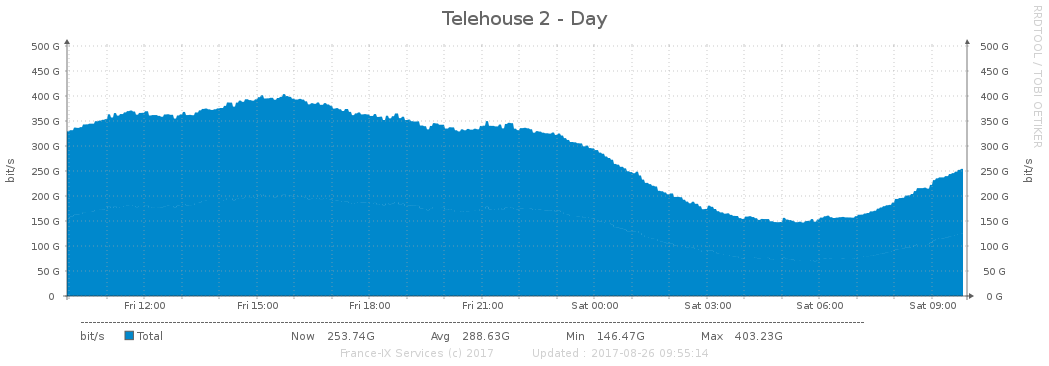 Telehouse 2 - Day
RRDTOOL / TOBI OETIKER
bit/s
500 G 500 G
450 G 450 G
400 G 400 G
350 G 350 G
300 G 300 G
250 G 250 G
200 G 200 G
150 G 150 G
100 G 100 G
50 G 50 G
0 0 G
bit/s
Fri 12:00 Fri 15:00 Fri 18:00 Fri 21:00 Sat 00:00 Sat 03:00 Sat 06:00 Sat 09:00
bit/s Total Now 253.74G Avg 288.63G Min 146.47G Max 403.23G
France-IX Services (c) 2017 Updated : 2017-08-26 09:55:14